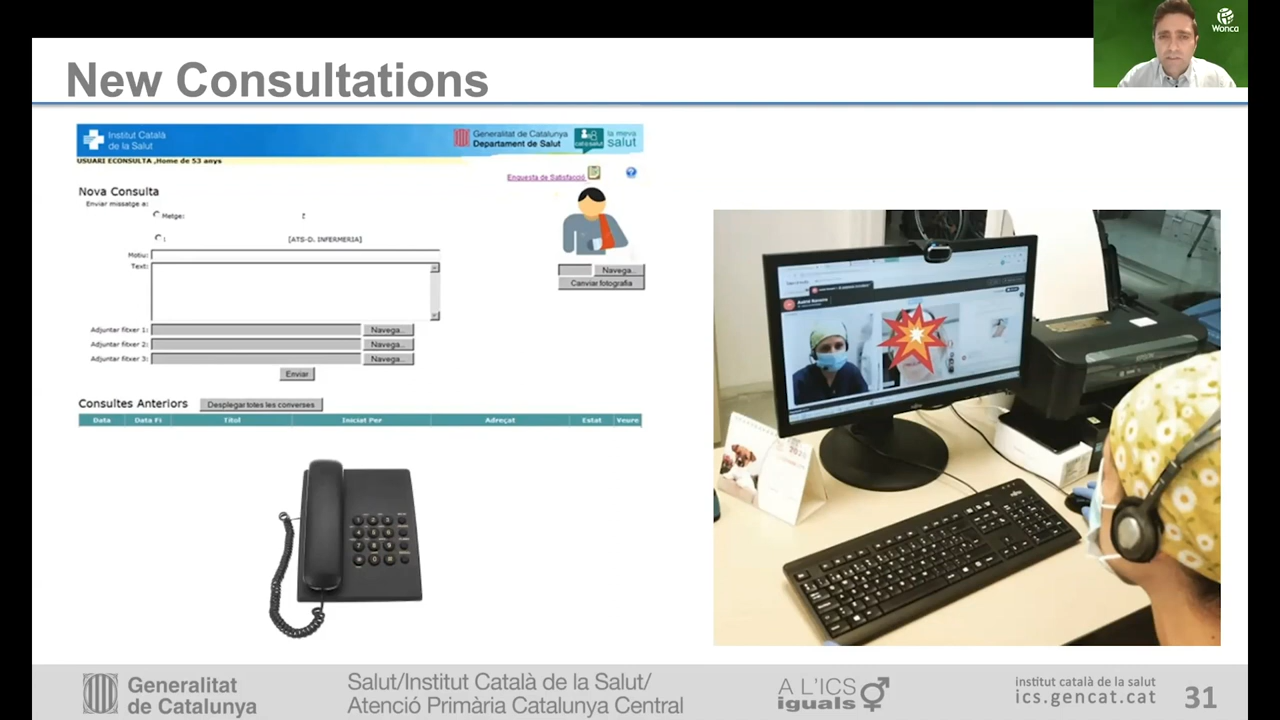 Wonca
New Consultations
Institut Català
de la Salut
Generalitat de Catalunya
Departament de Salut
la meva
salut
USUARI ECONSULTA ,Home de 53 anys
Enquesta de Satisfacció
Nova Consulta
Enviar missatge a:
Metge:
[ATS-D. INFERMERIA]
Motiu:
Text:
Navega...
Canviar fotografia
Adjuntar fitxer 1:
Navega...
Adjuntar fitxer 2:
Navega...
Adjuntar fitxer 3:
Navega...
Enviar
Consultes Anteriors
Desplegar totes les converses
Data Data Fi Títol Iniciat Per Adreçat Estat Veure
EPSON
Generalitat
de Catalunya
Salut/Institut Català de la Salut/
Atenció Primària Catalunya Central
A L'ICS
iguals
institut català de la salut
ics.gencat.cat
31